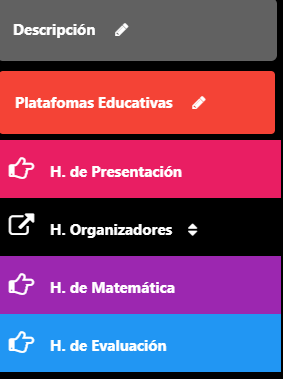 Descripción
Platafomas Educativas
H. de Presentación
H. Organizadores
H. de Matemática
H. de Evaluación